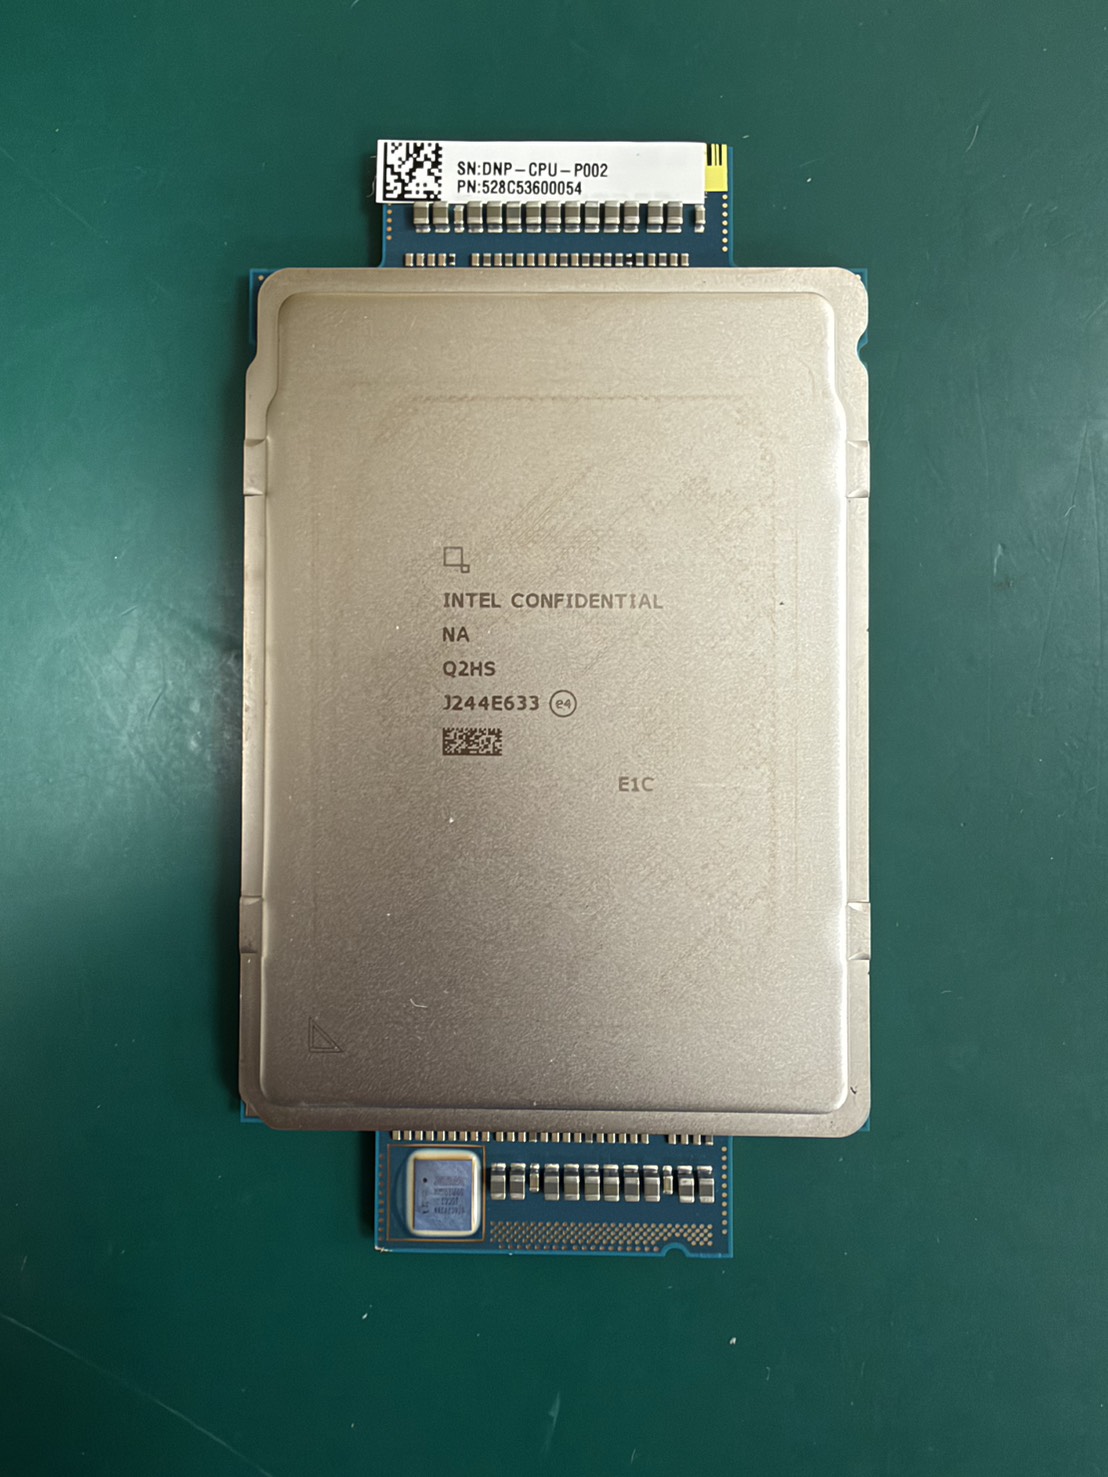 SN:DNP-CPU-P002
PN:528C53600054
INTEL CONFIDENTIAL
NA
Q2HS
J244E633 e4
E1C